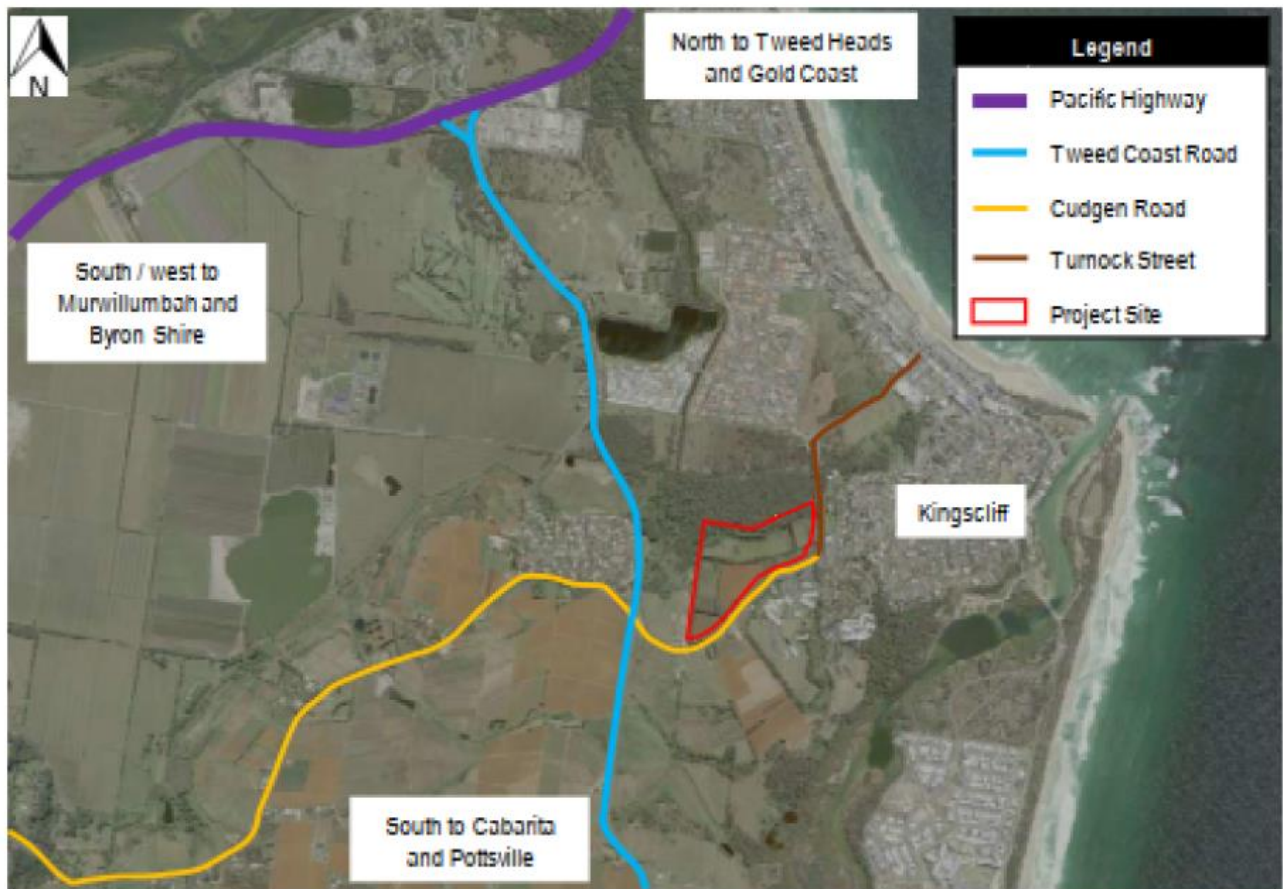 N
North to Tweed Heads
and Gold Coast
Legend
Pacific Highway
Tweed Coast Road
Cudgen Road
Turnock Street
Project Site
South / west to
Murwillumbah and
Byron Shire
Kingscliff
South to Cabarita
and Pottsville